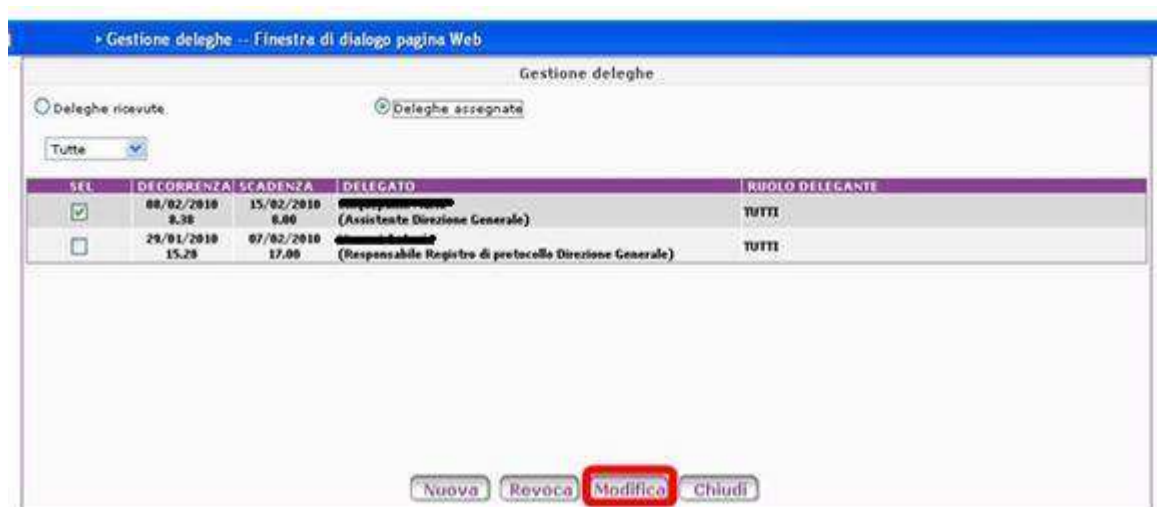 Gestione deleghe -- Finestra di dialogo pagina Web
Gestione deleghe
Deleghe ricevute Deleghe assegnate
Tutte
SEL DECORRENZA SCADENZA DELEGATO RUOLO DELEGANTE
08/02/2010 15/02/2010
8.30 8.00 (Assistente Direzione Generale) TUTTI
29/01/2010 07/02/2010
15.20 17.00 (Responsabile Registro di protocollo Direzione Generale) TUTTI
Nuova Revoca Modifica Chiudi